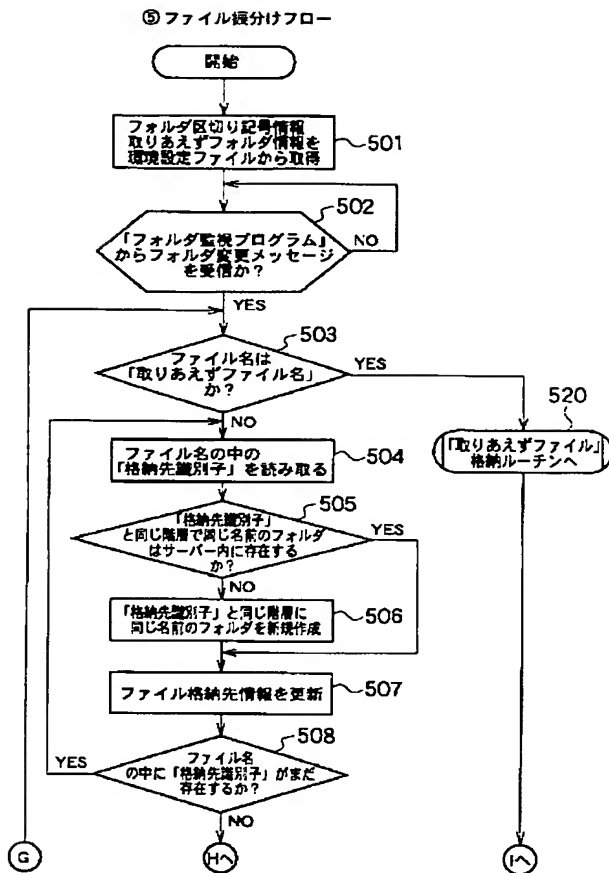 ⑤ファイル振分けフロー
開始
フォルダ区切り記号情報
取りあえずフォルダ情報を
環境設定ファイルから取得
501
502
「フォルダ監視プログラム」
からフォルダ変更メッセージ
を受信か？
NO
YES
503
ファイル名は
「取りあえずファイル名」
か？
YES
NO
520
「取りあえずファイル」
格納ルーチンへ
ファイル名の中の
「格納先識別子」を読み取る
504
505
「格納先識別子」
と同じ階層で同じ名前のフォルダ
はサーバー内に存在する
か？
YES
NO
「格納先識別子」と同じ階層に
同じ名前のフォルダを新規作成
506
ファイル格納先情報を更新
507
508
ファイル名
の中に「格納先識別子」がまだ
存在するか？
YES
NO
G
Hへ
Iへ